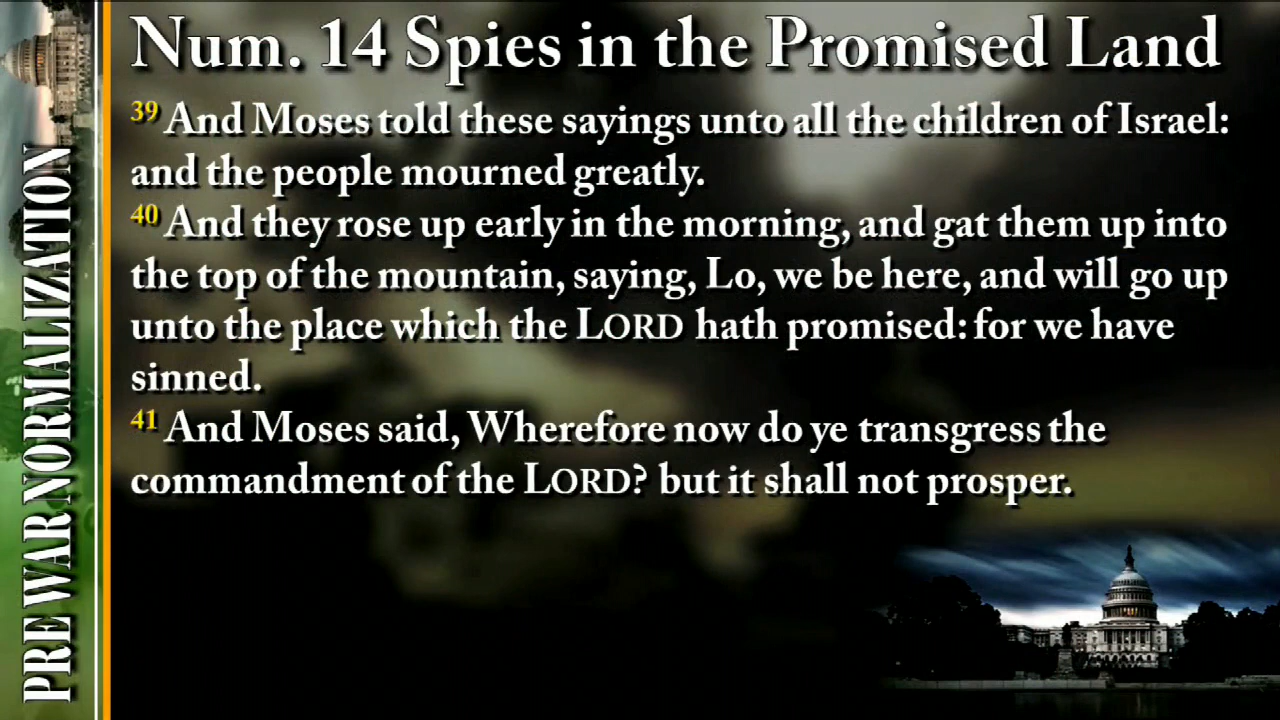 Num. 14 Spies in the Promised Land
39 And Moses told these sayings unto all the children of Israel:
and the people mourned greatly.
40 And they rose up early in the morning, and gat them up into
the top of the mountain, saying, Lo, we be here, and will go up
unto the place which the LORD hath promised: for we have
sinned.
41 And Moses said, Wherefore now do ye transgress the
commandment of the LORD? but it shall not prosper.
PRE WAR NORMALIZATION